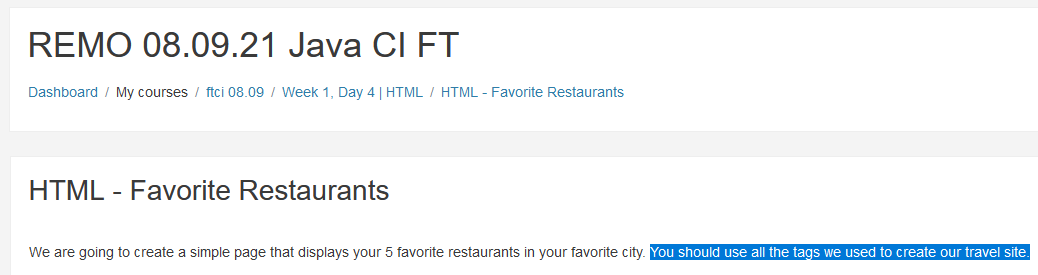 REMO 08.09.21 Java CI FT
Dashboard / My courses / ftci 08.09 / Week 1, Day 4 | HTML / HTML - Favorite Restaurants
HTML - Favorite Restaurants
We are going to create a simple page that displays your 5 favorite restaurants in your favorite city. You should use all the tags we used to create our travel site.